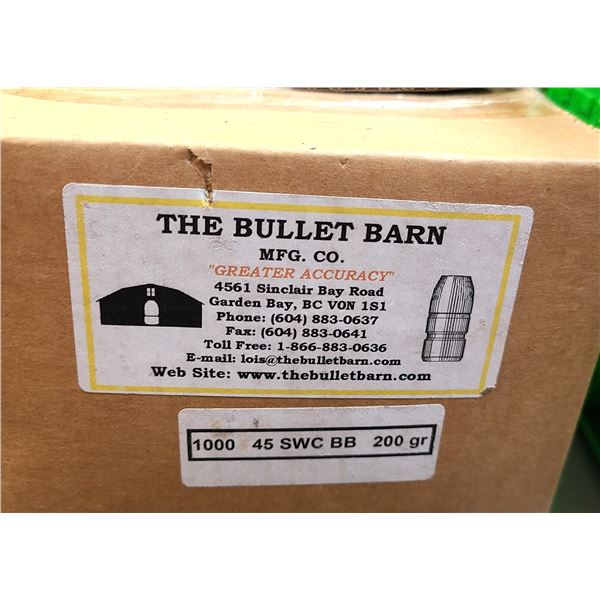 THE BULLET BARN
MFG. CO.
"GREATER ACCURACY"
4561 Sinclair Bay Road
Garden Bay, BC VON 1S1
Phone: (604) 883-0637
Fax: (604) 883-0641
Toll Free: 1-866-883-0636
E-mail: lois@thebulletbarn.com
Web Site: www.thebulletbarn.com
1000 45 SWC BB 200 gr